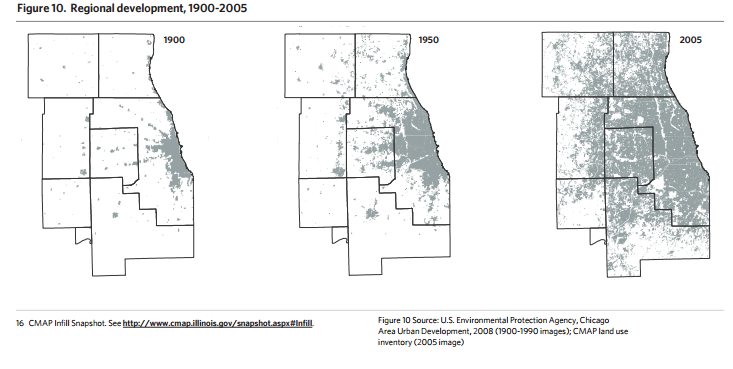 Figure 10. Regional development, 1900-2005
1900
1950
2005
16 CMAP Infill Snapshot. See http://www.cmap.illinois.gov/snapshot.aspx#Infill.
Figure 10 Source: U.S. Environmental Protection Agency, Chicago
Area Urban Development, 2008 (1900-1990 images); CMAP land use
inventory (2005 image)